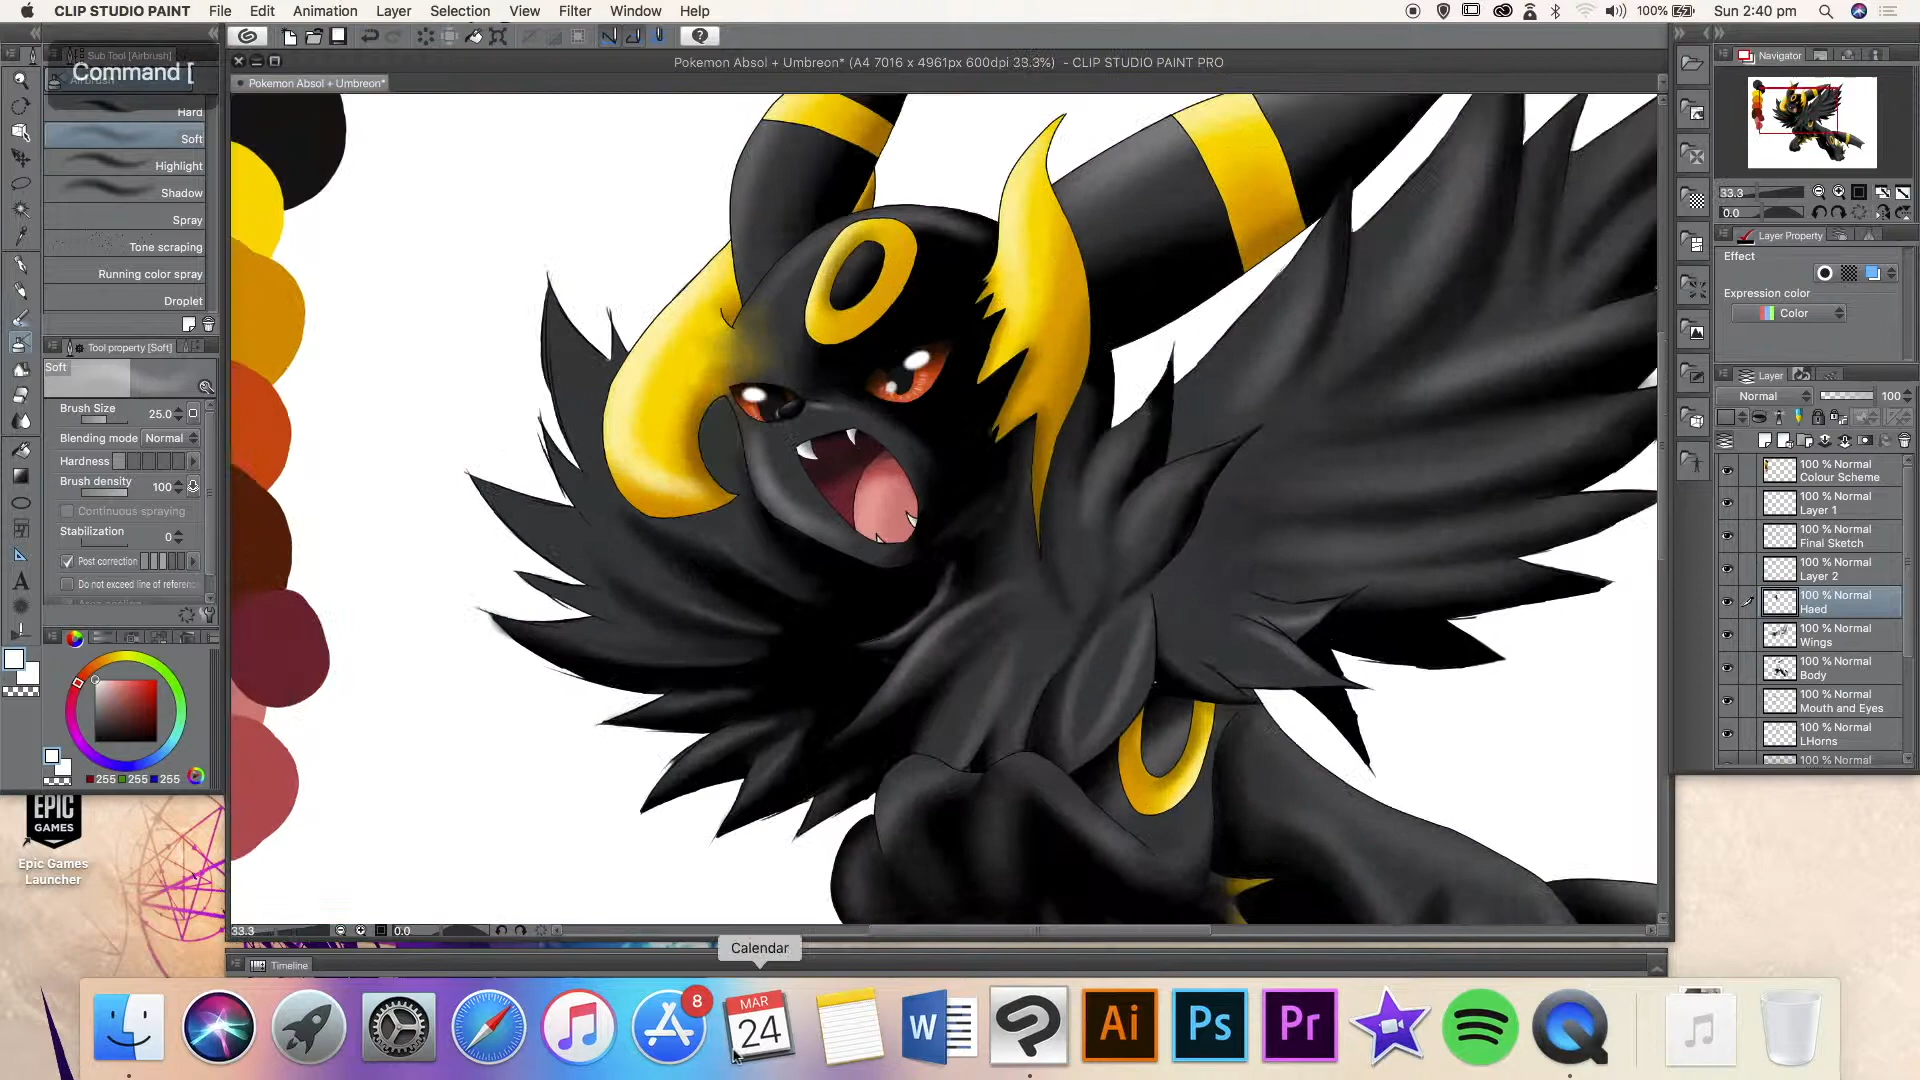 CLIP STUDIO PAINT File Edit Animation Layer Selection View Filter Window Help 100% Sun 2:40 pm
Sub Tool [Airbrush]
Command [
Hard
Soft
Highlight
Shadow
Spray
Tone scraping
Running color spray
Droplet
Tool property [Soft]
Soft
Brush Size 25.0
Blending mode Normal
Hardness
Brush density 100
Continuous spraying
Stabilization 0
Post correction
Do not exceed line of referenc
255 255 255
EPIC
GAMES
Epic Games
Launcher
Pokemon Absol + Umbreon* (A4 7016 x 4961px 600dpi 33.3%) - CLIP STUDIO PAINT PRO
Pokemon Absol + Umbreon*
33.3 0.0
Timeline
Calendar
8
MAR
24
W
Ai
Ps
Pr
Navigator
33.3
0.0
Layer Property
Effect
Expression color
Color
Layer
Normal 100
100 % Normal
Colour Scheme
100 % Normal
Layer 1
100 % Normal
Final Sketch
100 % Normal
Layer 2
100 % Normal
Haed
100 % Normal
Wings
100 % Normal
Body
100 % Normal
Mouth and Eyes
100 % Normal
LHorns
100 % Normal